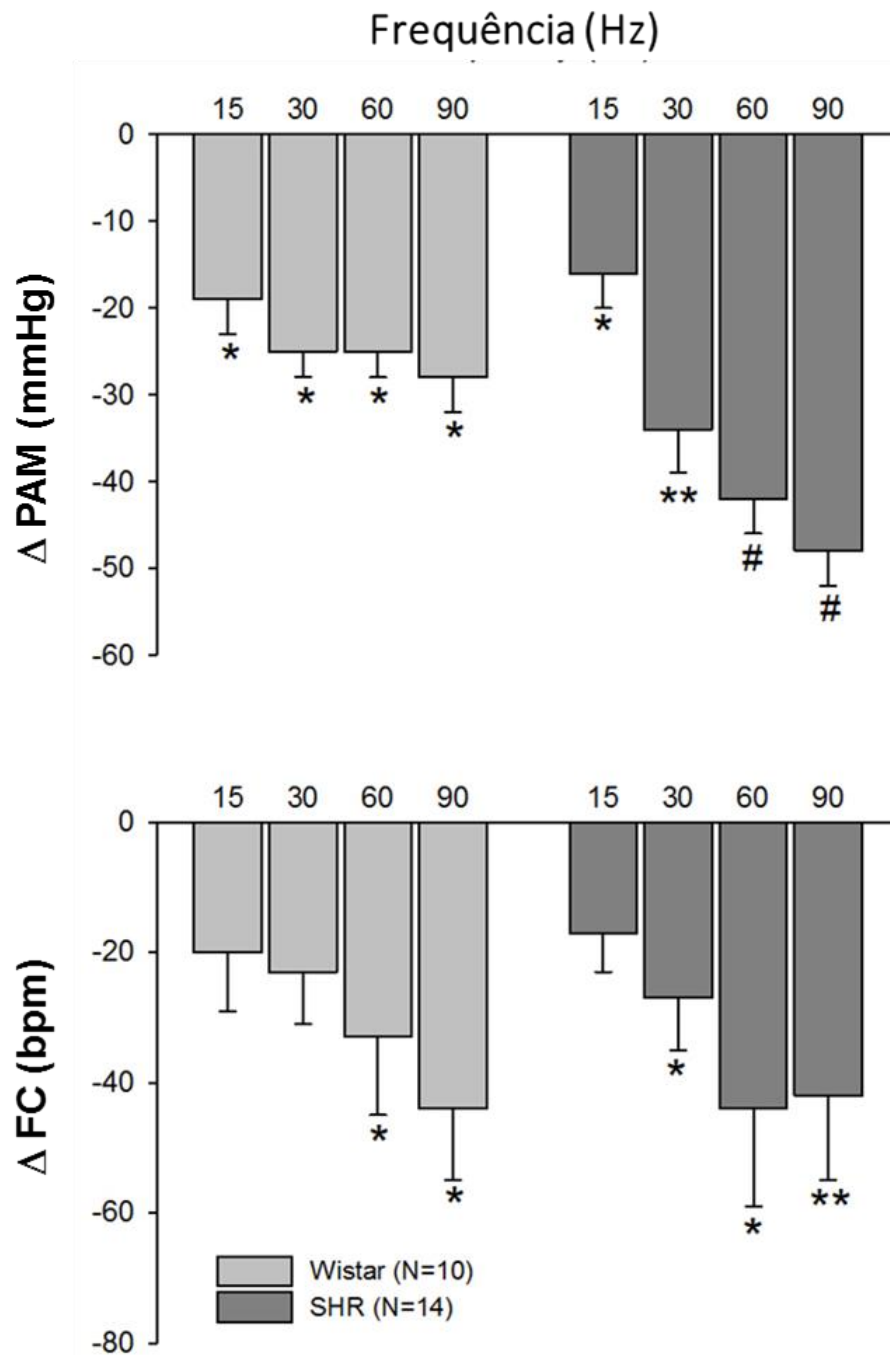 Frequência (Hz)
15 30 60 90 15 30 60 90
0
-10
-20
-30
-40
-50
-60
Δ PAM (mmHg)
* * * * * ** # #
15 30 60 90 15 30 60 90
0
-20
-40
-60
-80
Δ FC (bpm)
* * * * **
Wistar (N=10)
SHR (N=14)